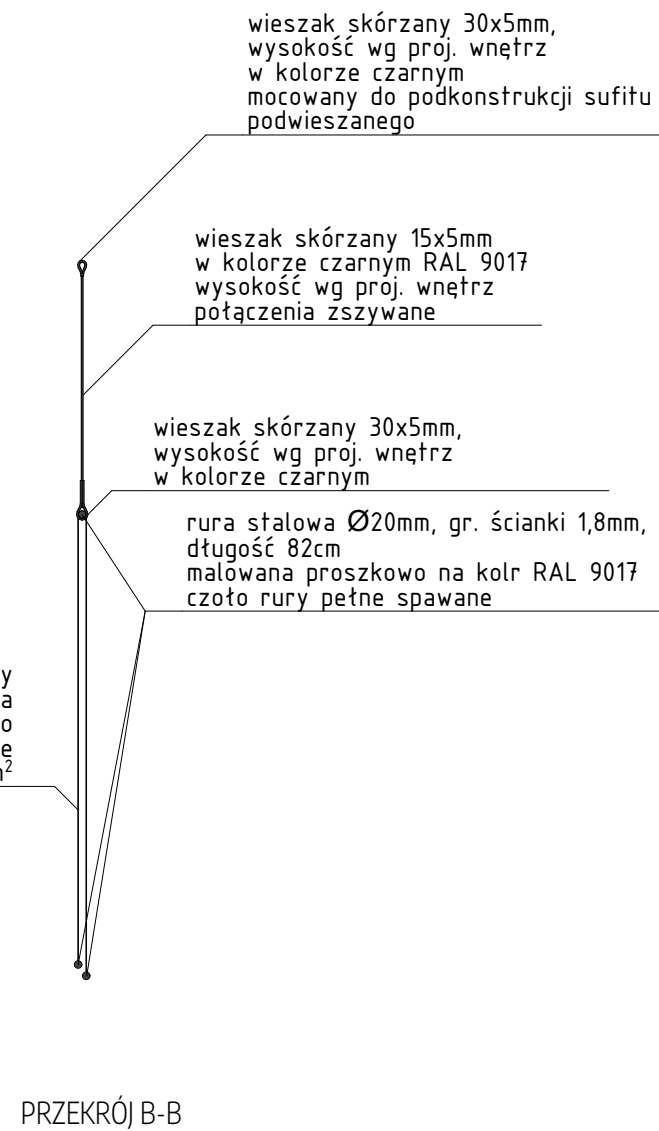 wieszak skórzany 30x5mm,
wysokość wg proj. wnętrz
w kolorze czarnym
mocowany do podkonstrukcji sufitu
podwieszanego
wieszak skórzany 15x5mm
w kolorze czarnym RAL 9017
wysokość wg proj. wnętrz
połączenia zszywane
wieszak skórzany 30x5mm,
wysokość wg proj. wnętrz
w kolorze czarnym
rura stalowa Ø20mm, gr. ścianki 1,8mm,
długość 82cm
malowana proszkowo na kolr RAL 9017
czoło rury pełne spawane
PRZEKRÓJ B-B